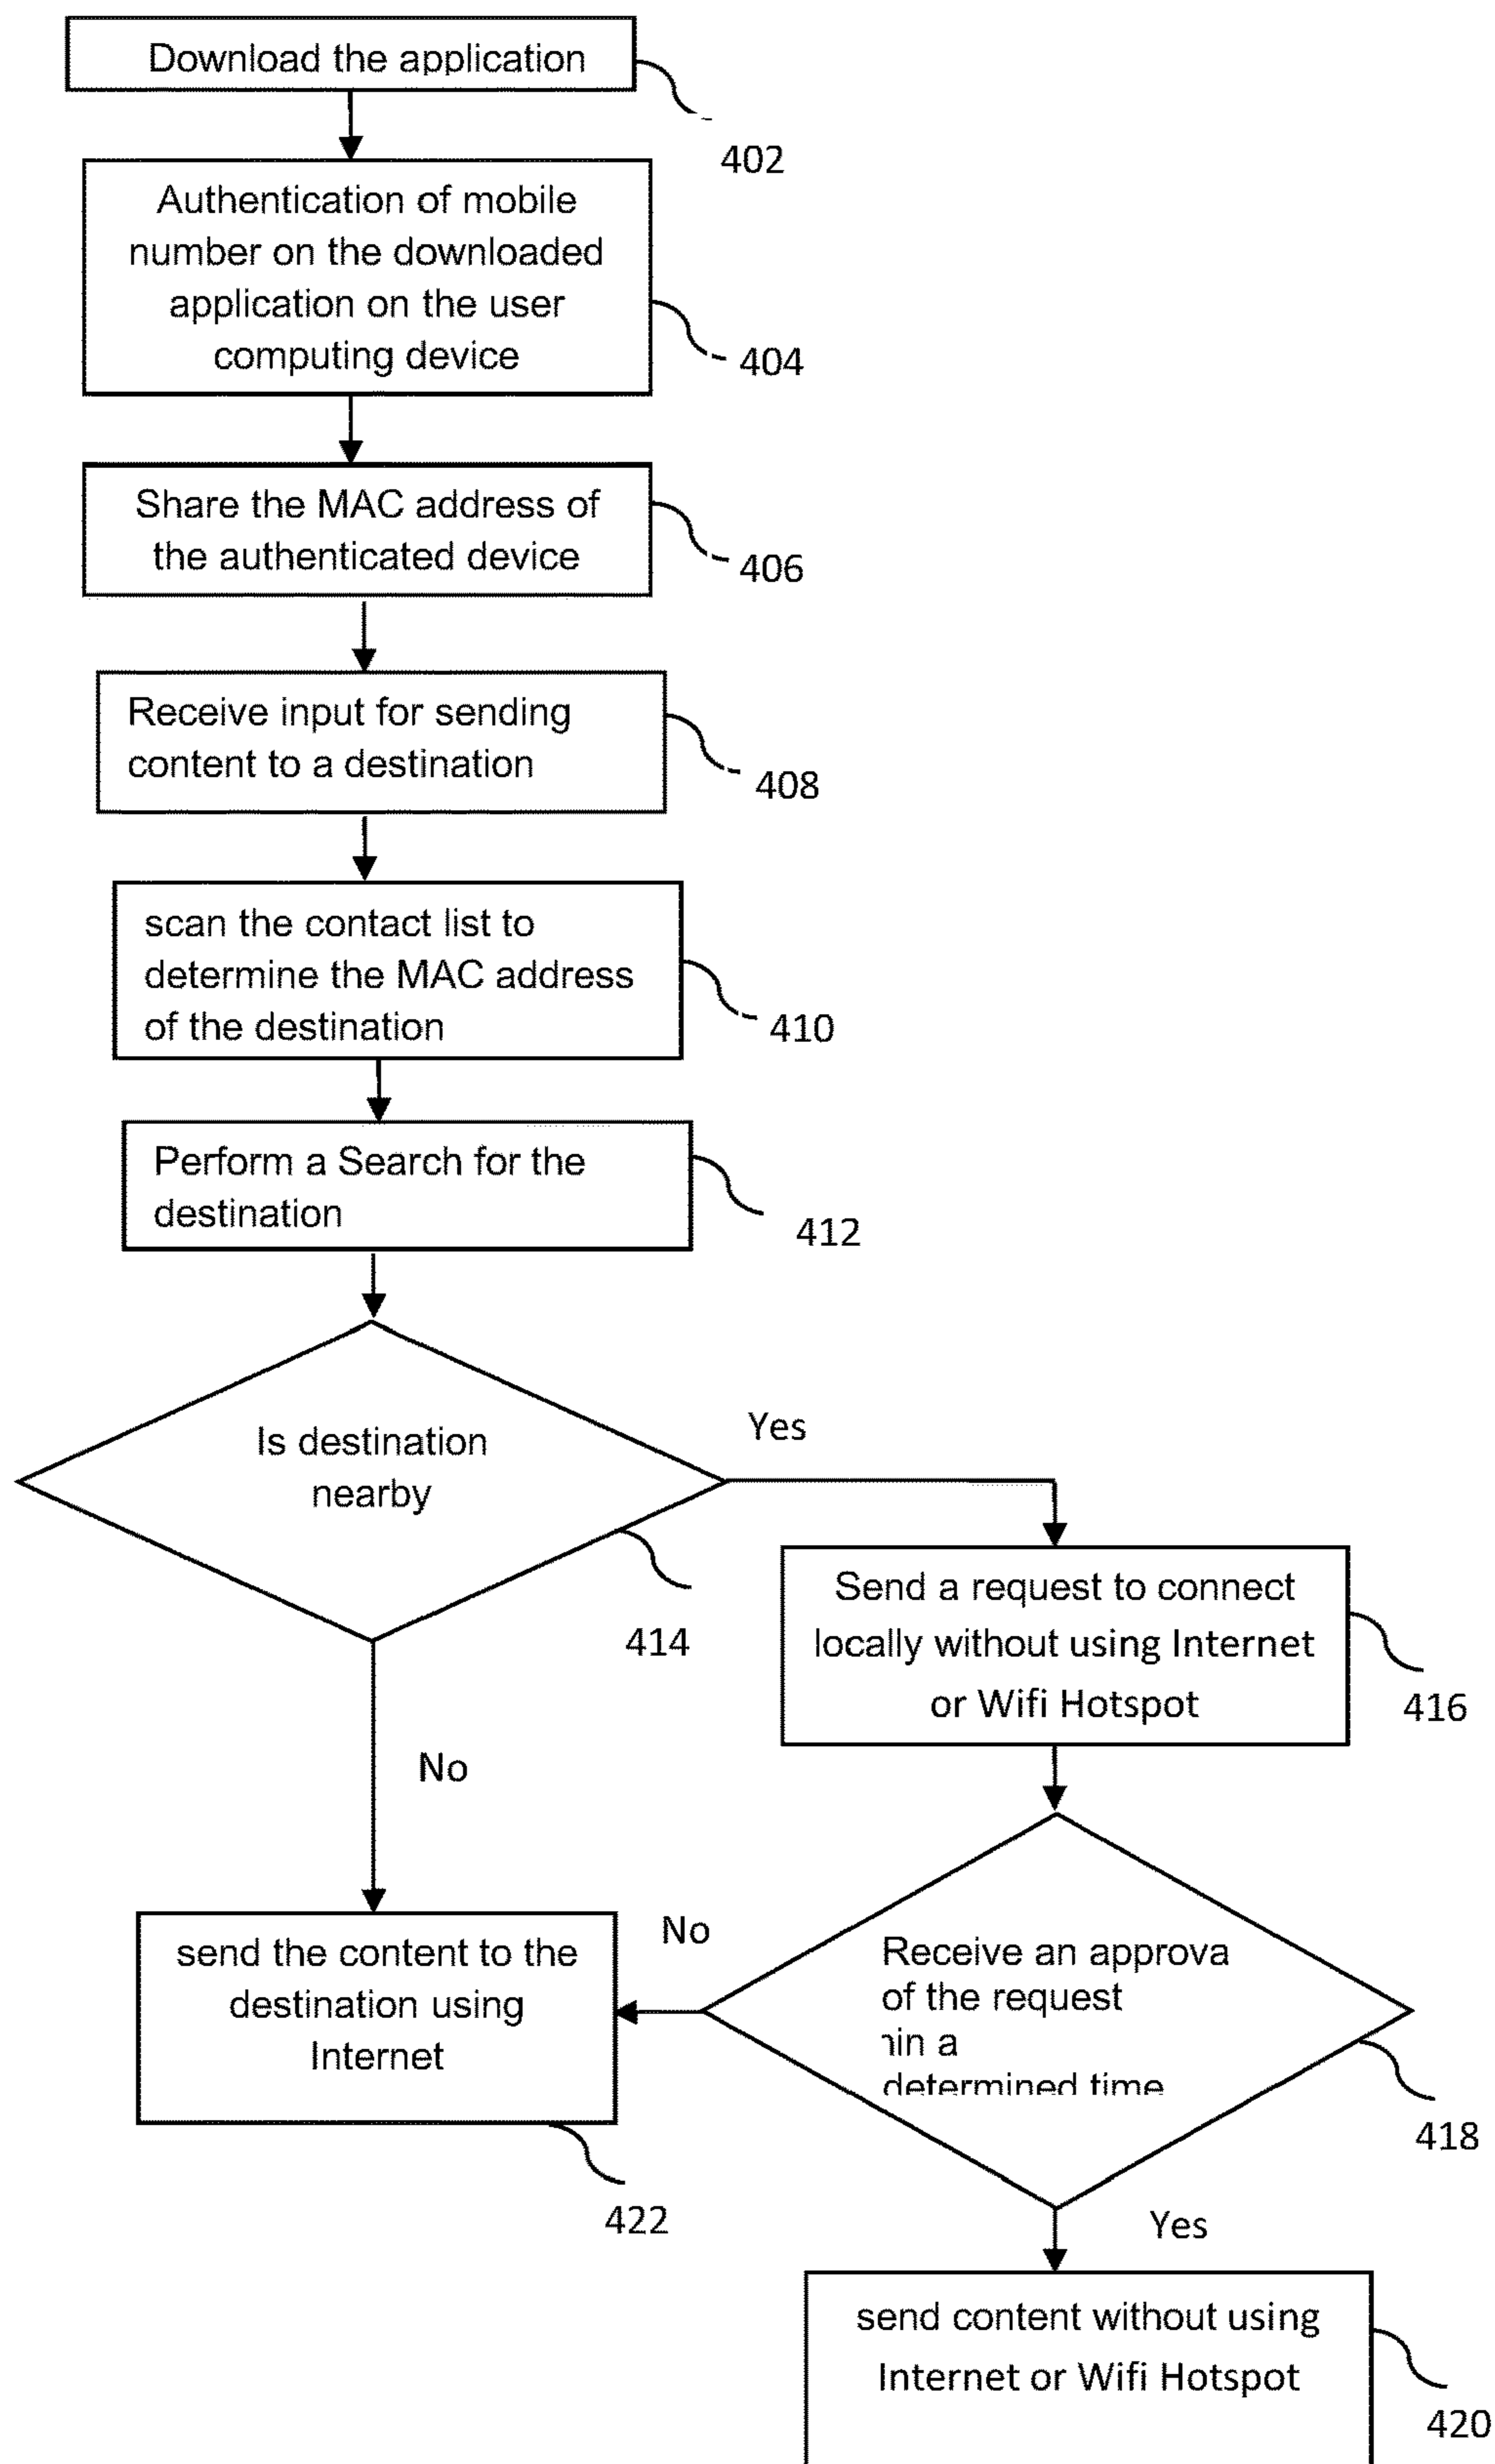 Download the application
402
Authentication of mobile
number on the downloaded
application on the user
computing device
404
Share the MAC address of
the authenticated device
406
Receive input for sending
content to a destination
408
scan the contact list to
determine the MAC address
of the destination
410
Perform a Search for the
destination
412
Is destination
nearby
Yes
414
Send a request to connect
locally without using Internet
or Wifi Hotspot
416
No
send the content to the
destination using
Internet
422
No
Receive an approva
of the request
in a
determined time
418
Yes
send content without using
Internet or Wifi Hotspot
420